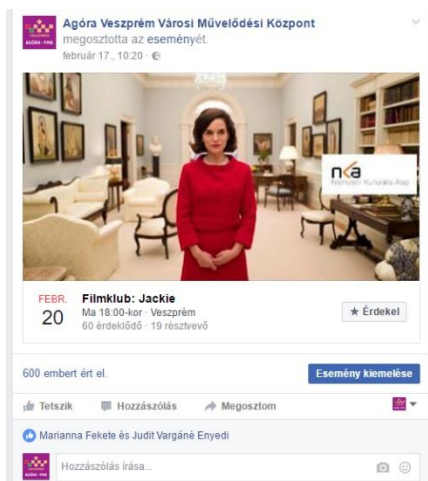 Agóra Veszprém Városi Művelődési Központ
megosztotta az eseményét.
február 17., 10:20
nka
Nemzeti Kulturális Alap
FEBR.
20
Filmklub: Jackie
Ma 18:00-kor · Veszprém
60 érdeklődő · 19 résztvevő
★ Érdekel
600 embert ért el.
Esemény kiemelése
Tetszik
Hozzászólás
Megosztom
Marianna Fekete és Judit Vargáné Enyedi
Hozzászólás írása...